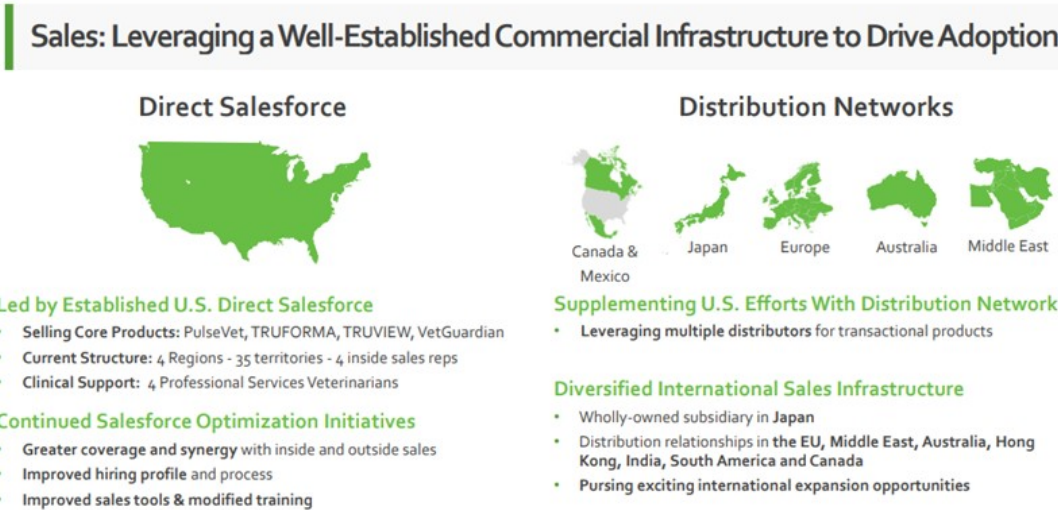 Sales: Leveraging a Well-Established Commercial Infrastructure to Drive Adoption
Direct Salesforce
Led by Established U.S. Direct Salesforce
• Selling Core Products: PulseVet, TRUFORMA, TRUVIEW, VetGuardian
• Current Structure: 4 Regions - 35 territories - 4 inside sales reps
• Clinical Support: 4 Professional Services Veterinarians
Continued Salesforce Optimization Initiatives
• Greater coverage and synergy with inside and outside sales
• Improved hiring profile and process
• Improved sales tools & modified training
Distribution Networks
Canada &
Mexico
Japan
Europe
Australia
Middle East
Supplementing U.S. Efforts With Distribution Network
• Leveraging multiple distributors for transactional products
Diversified International Sales Infrastructure
• Wholly-owned subsidiary in Japan
• Distribution relationships in the EU, Middle East, Australia, Hong
Kong, India, South America and Canada
• Pursing exciting international expansion opportunities